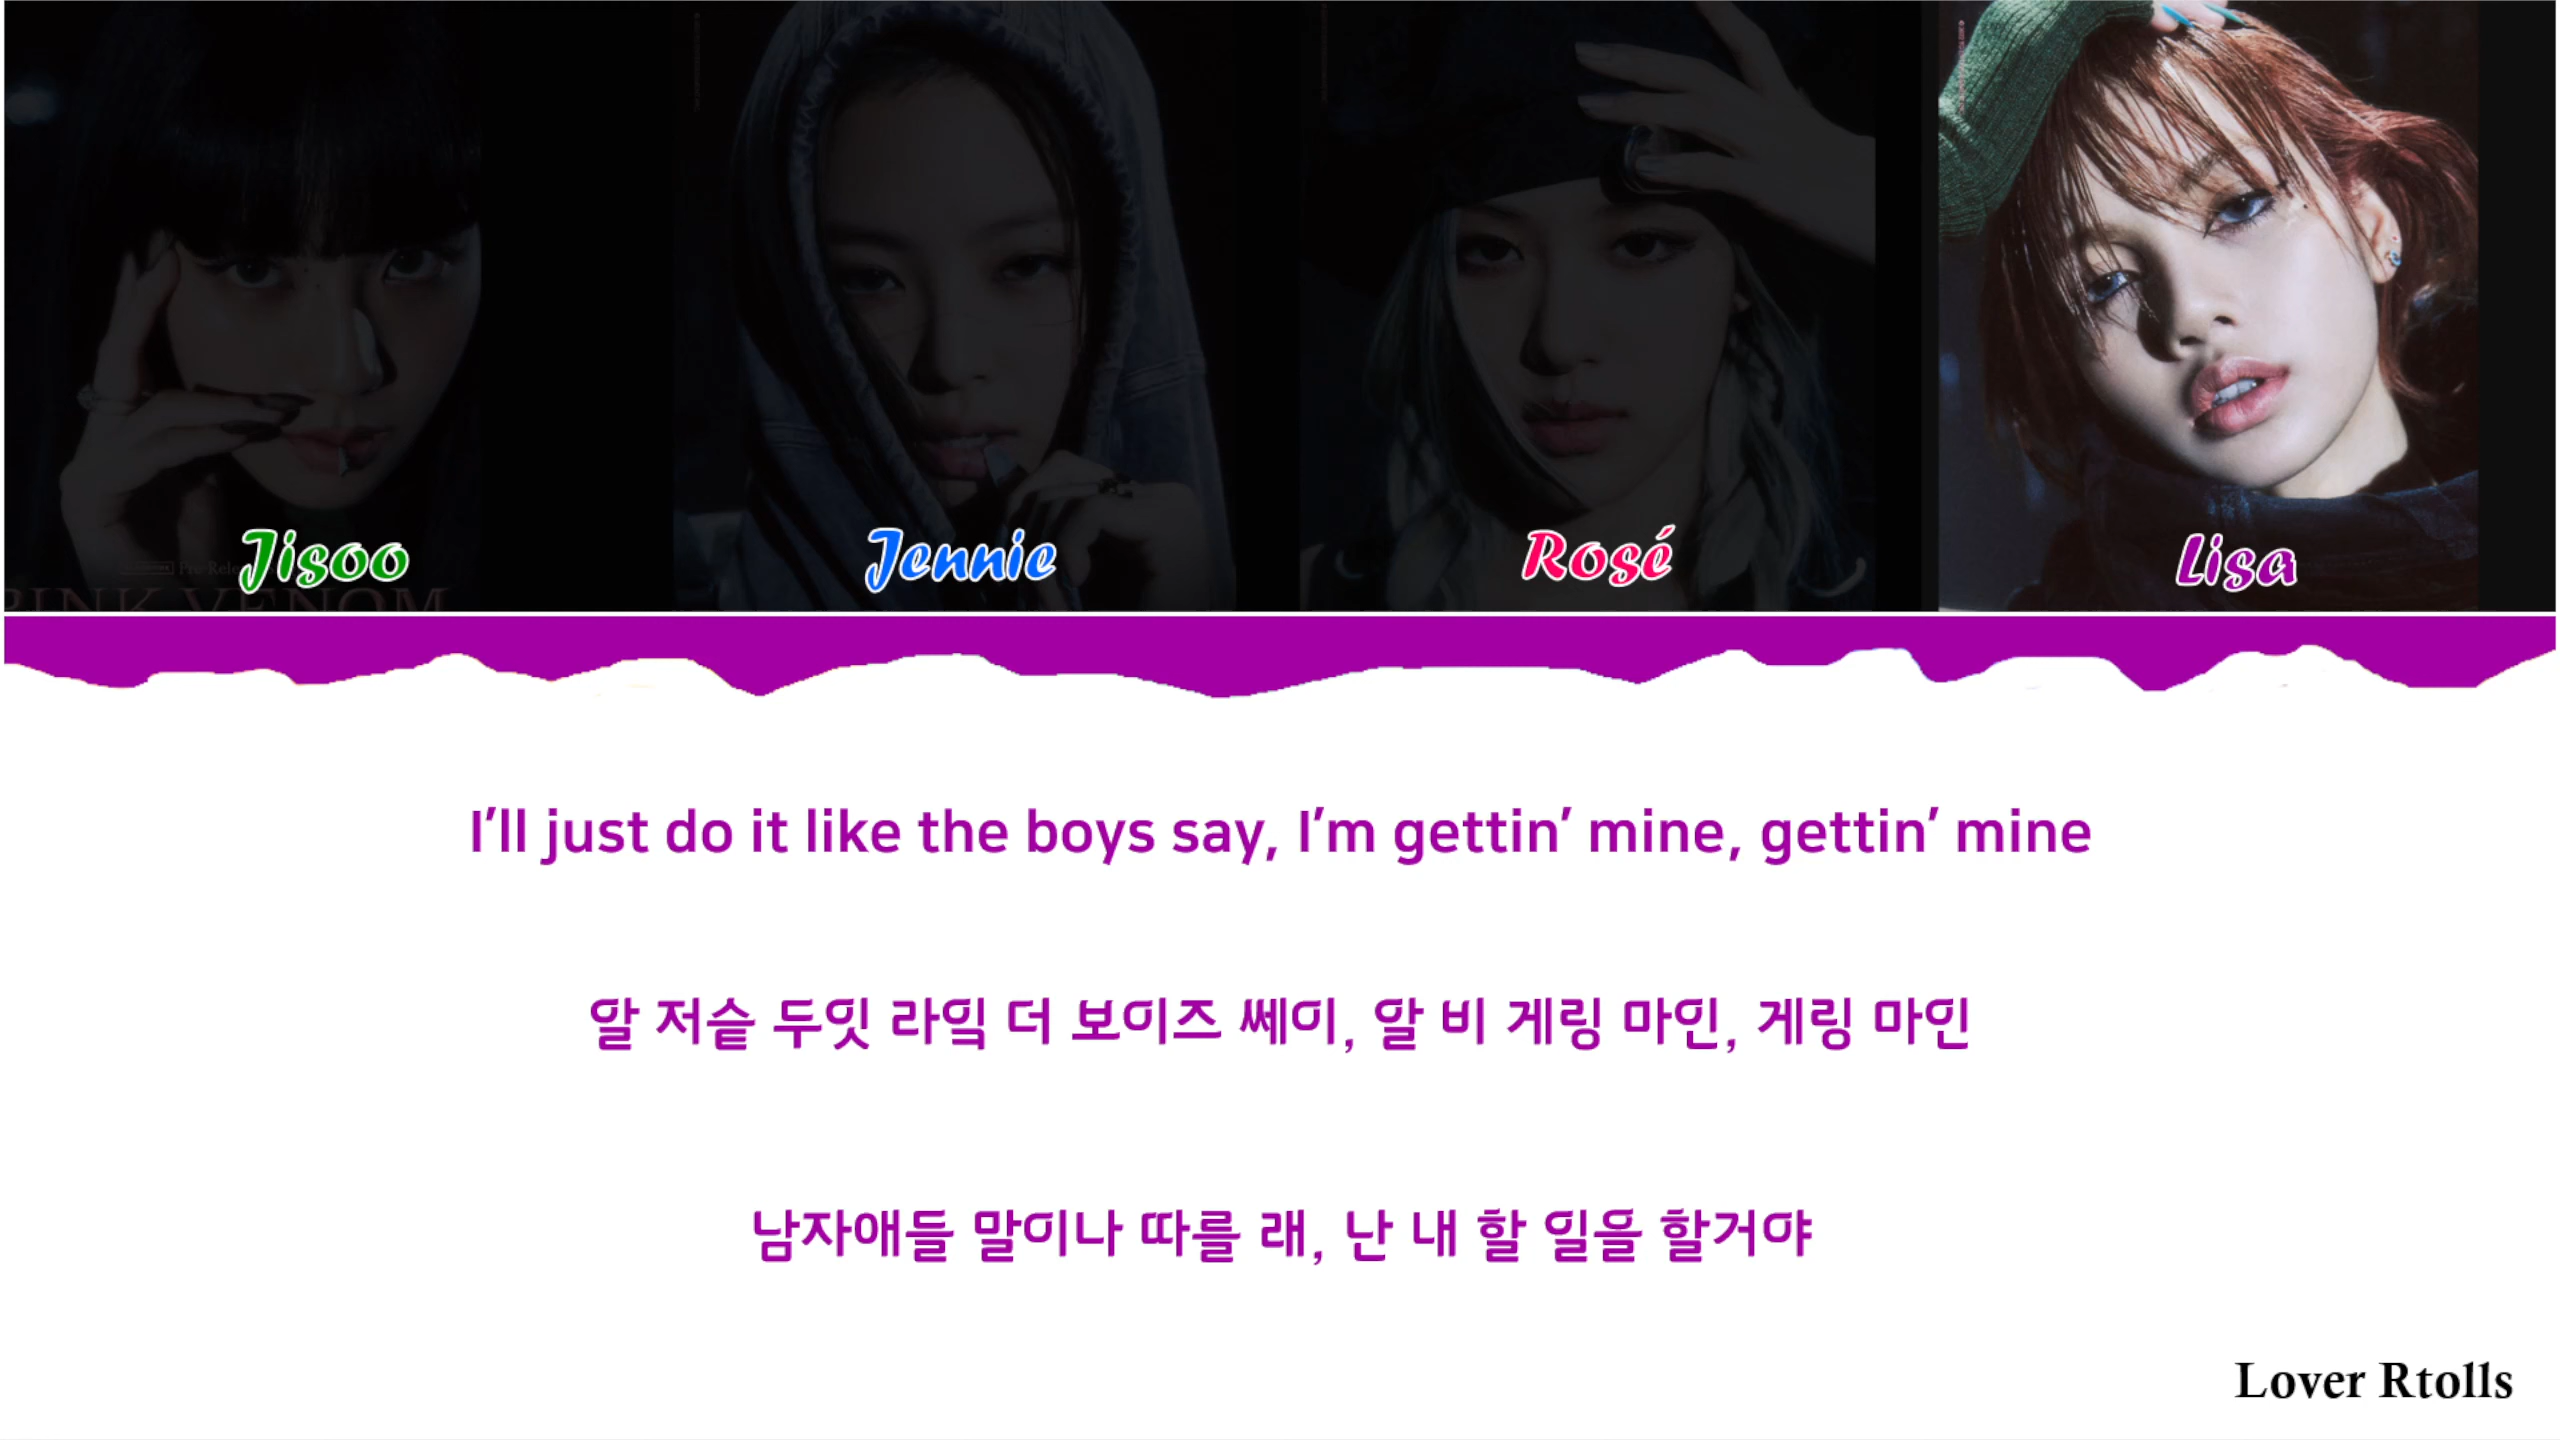 Jisoo
Jennie
Rosé
Lisa
I'll just do it like the boys say, I'm gettin' mine, gettin' mine
알 저슽 두잇 라잌 더 보이즈 쎄이, 알 비 게링 마인, 게링 마인
남자애들 말이나 따를 래, 난 내 할 일을 할거야
Lover Rtolls